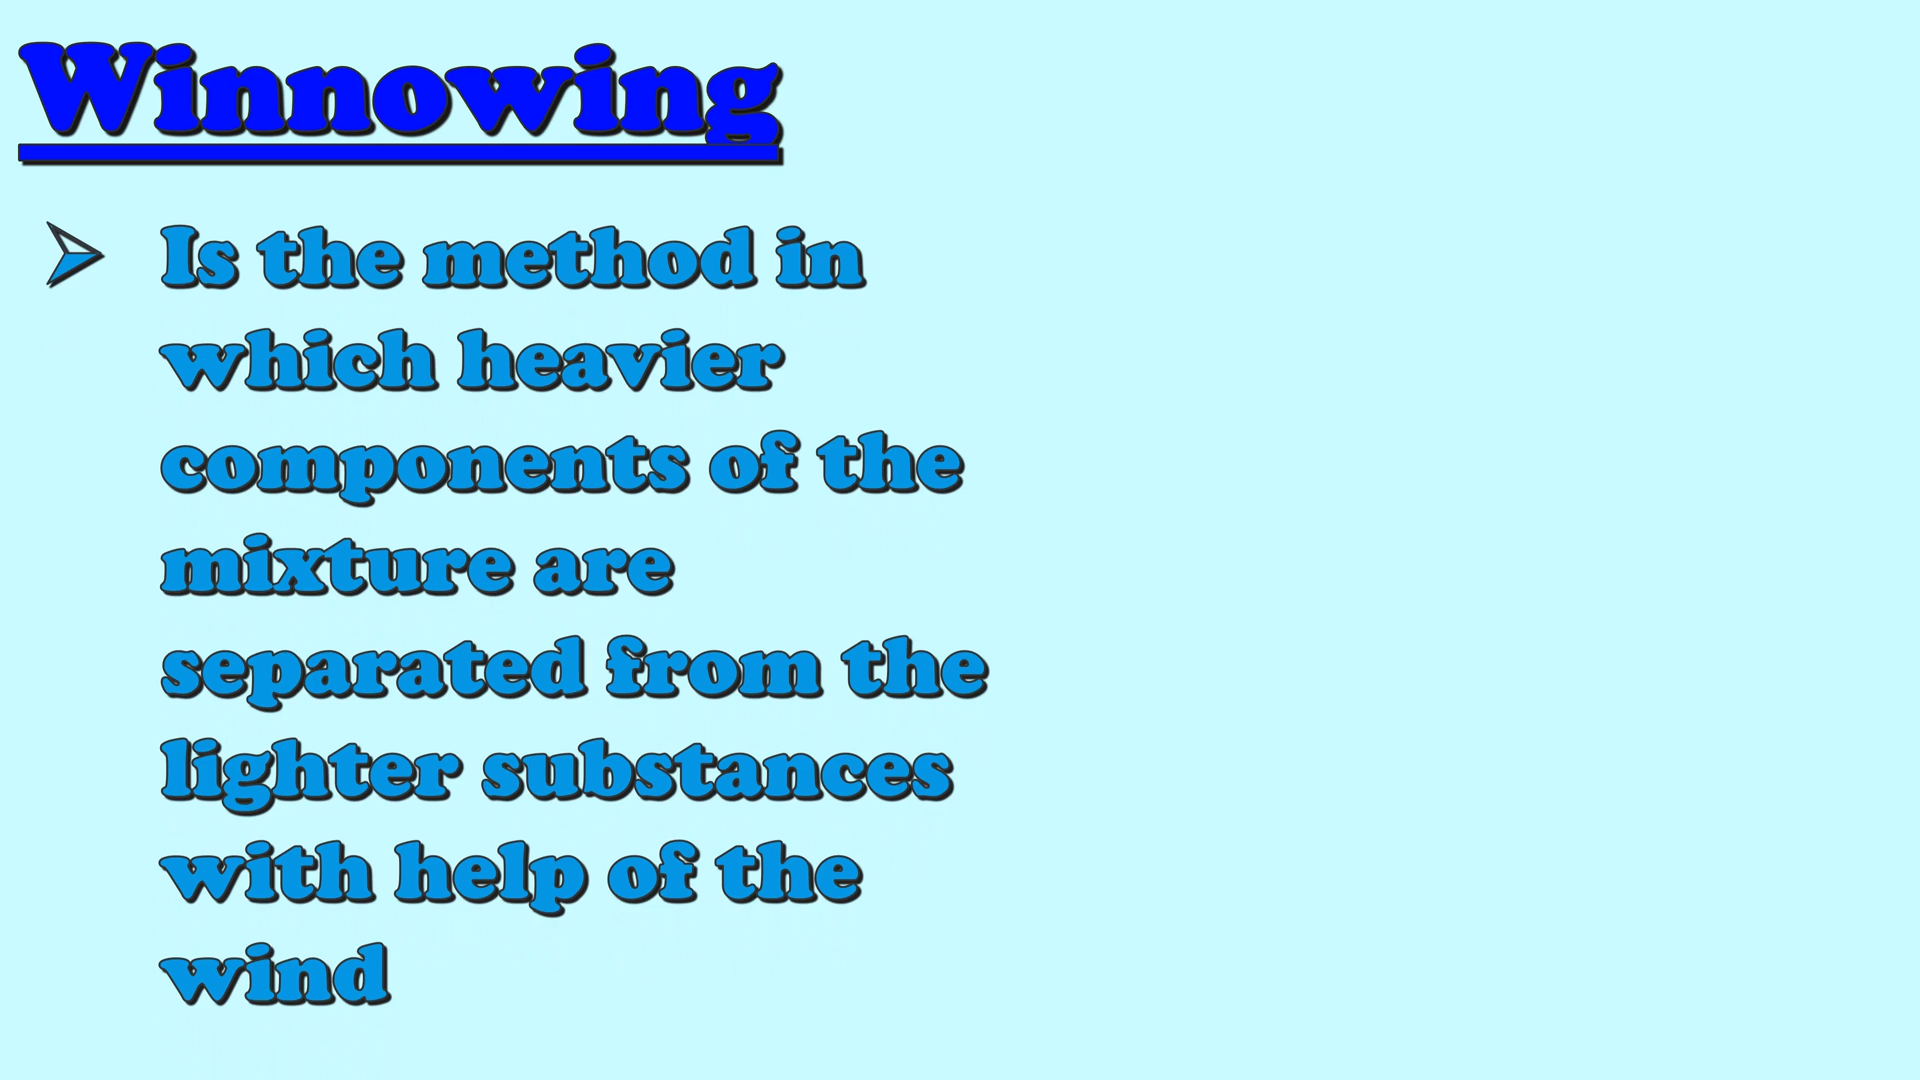 Winnowing
Is the method in
which heavier
components of the
mixture are
separated from the
lighter substances
with help of the
wind